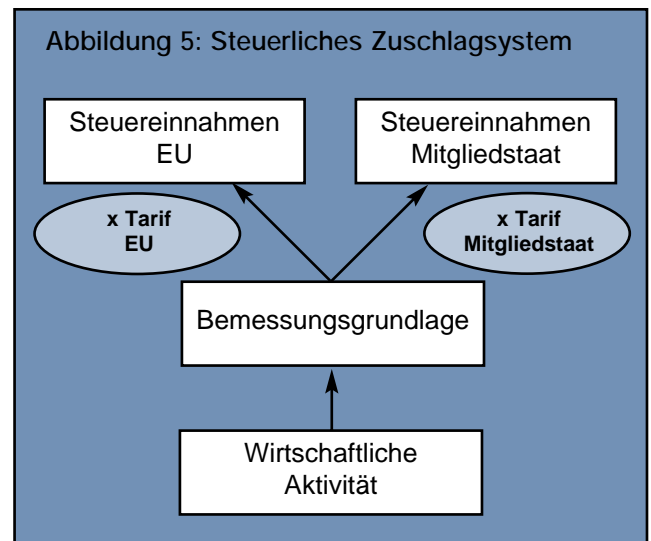 Abbildung 5: Steuerliches Zuschlagsystem
Steuereinnahmen
EU
Steuereinnahmen
Mitgliedstaat
x Tarif
EU
x Tarif
Mitgliedstaat
Bemessungsgrundlage
Wirtschaftliche
Aktivität